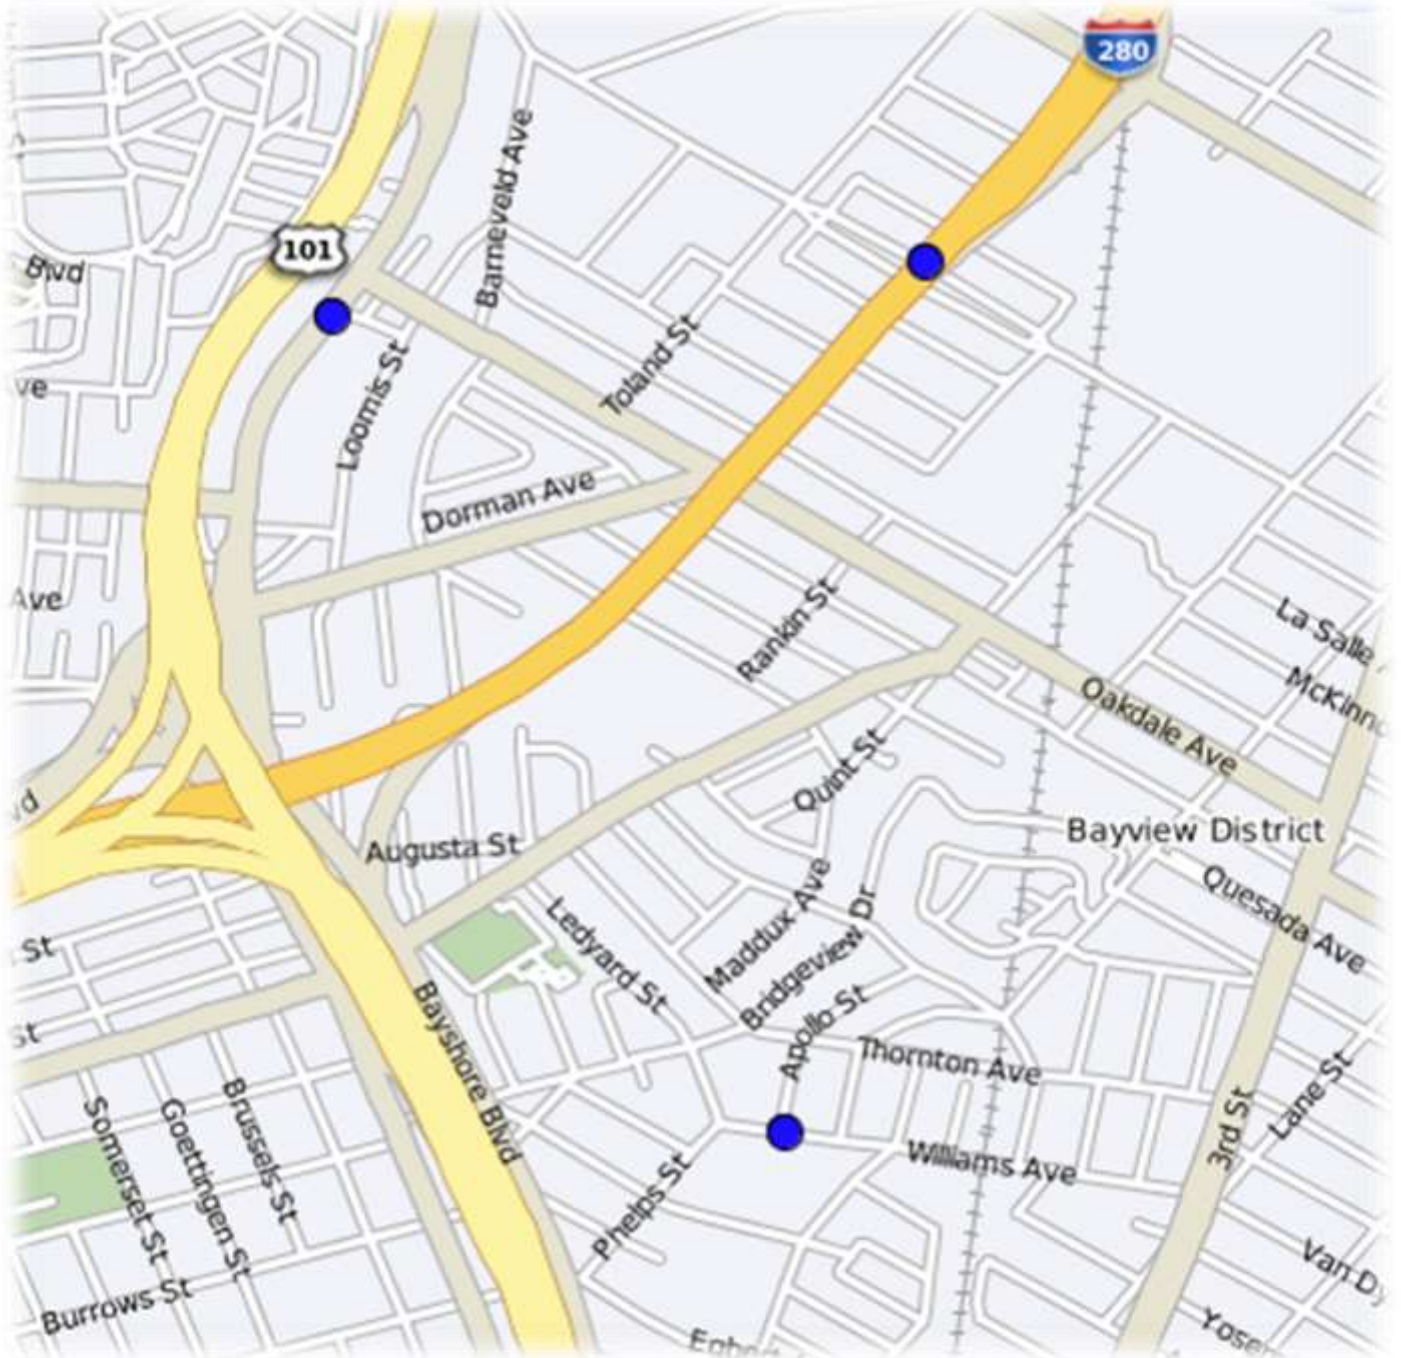 280
101
Blvd
Barneveld Ave
Toland St
Loomis St
ve
Dorman Ave
Ave
Rankin St
La Salle
Oakdale Ave
Quint St
Augusta St
Bayview District
Quesada Ave
Ledyard St
Maddux Ave
Bridgeview Dr
St
Apollo St
Bayshore Blvd
Thornton Ave
St
Somerset St
Goettingen St
Brussels St
Williams Ave
3rd St
Lane St
Phelps St
Burrows St
Van D